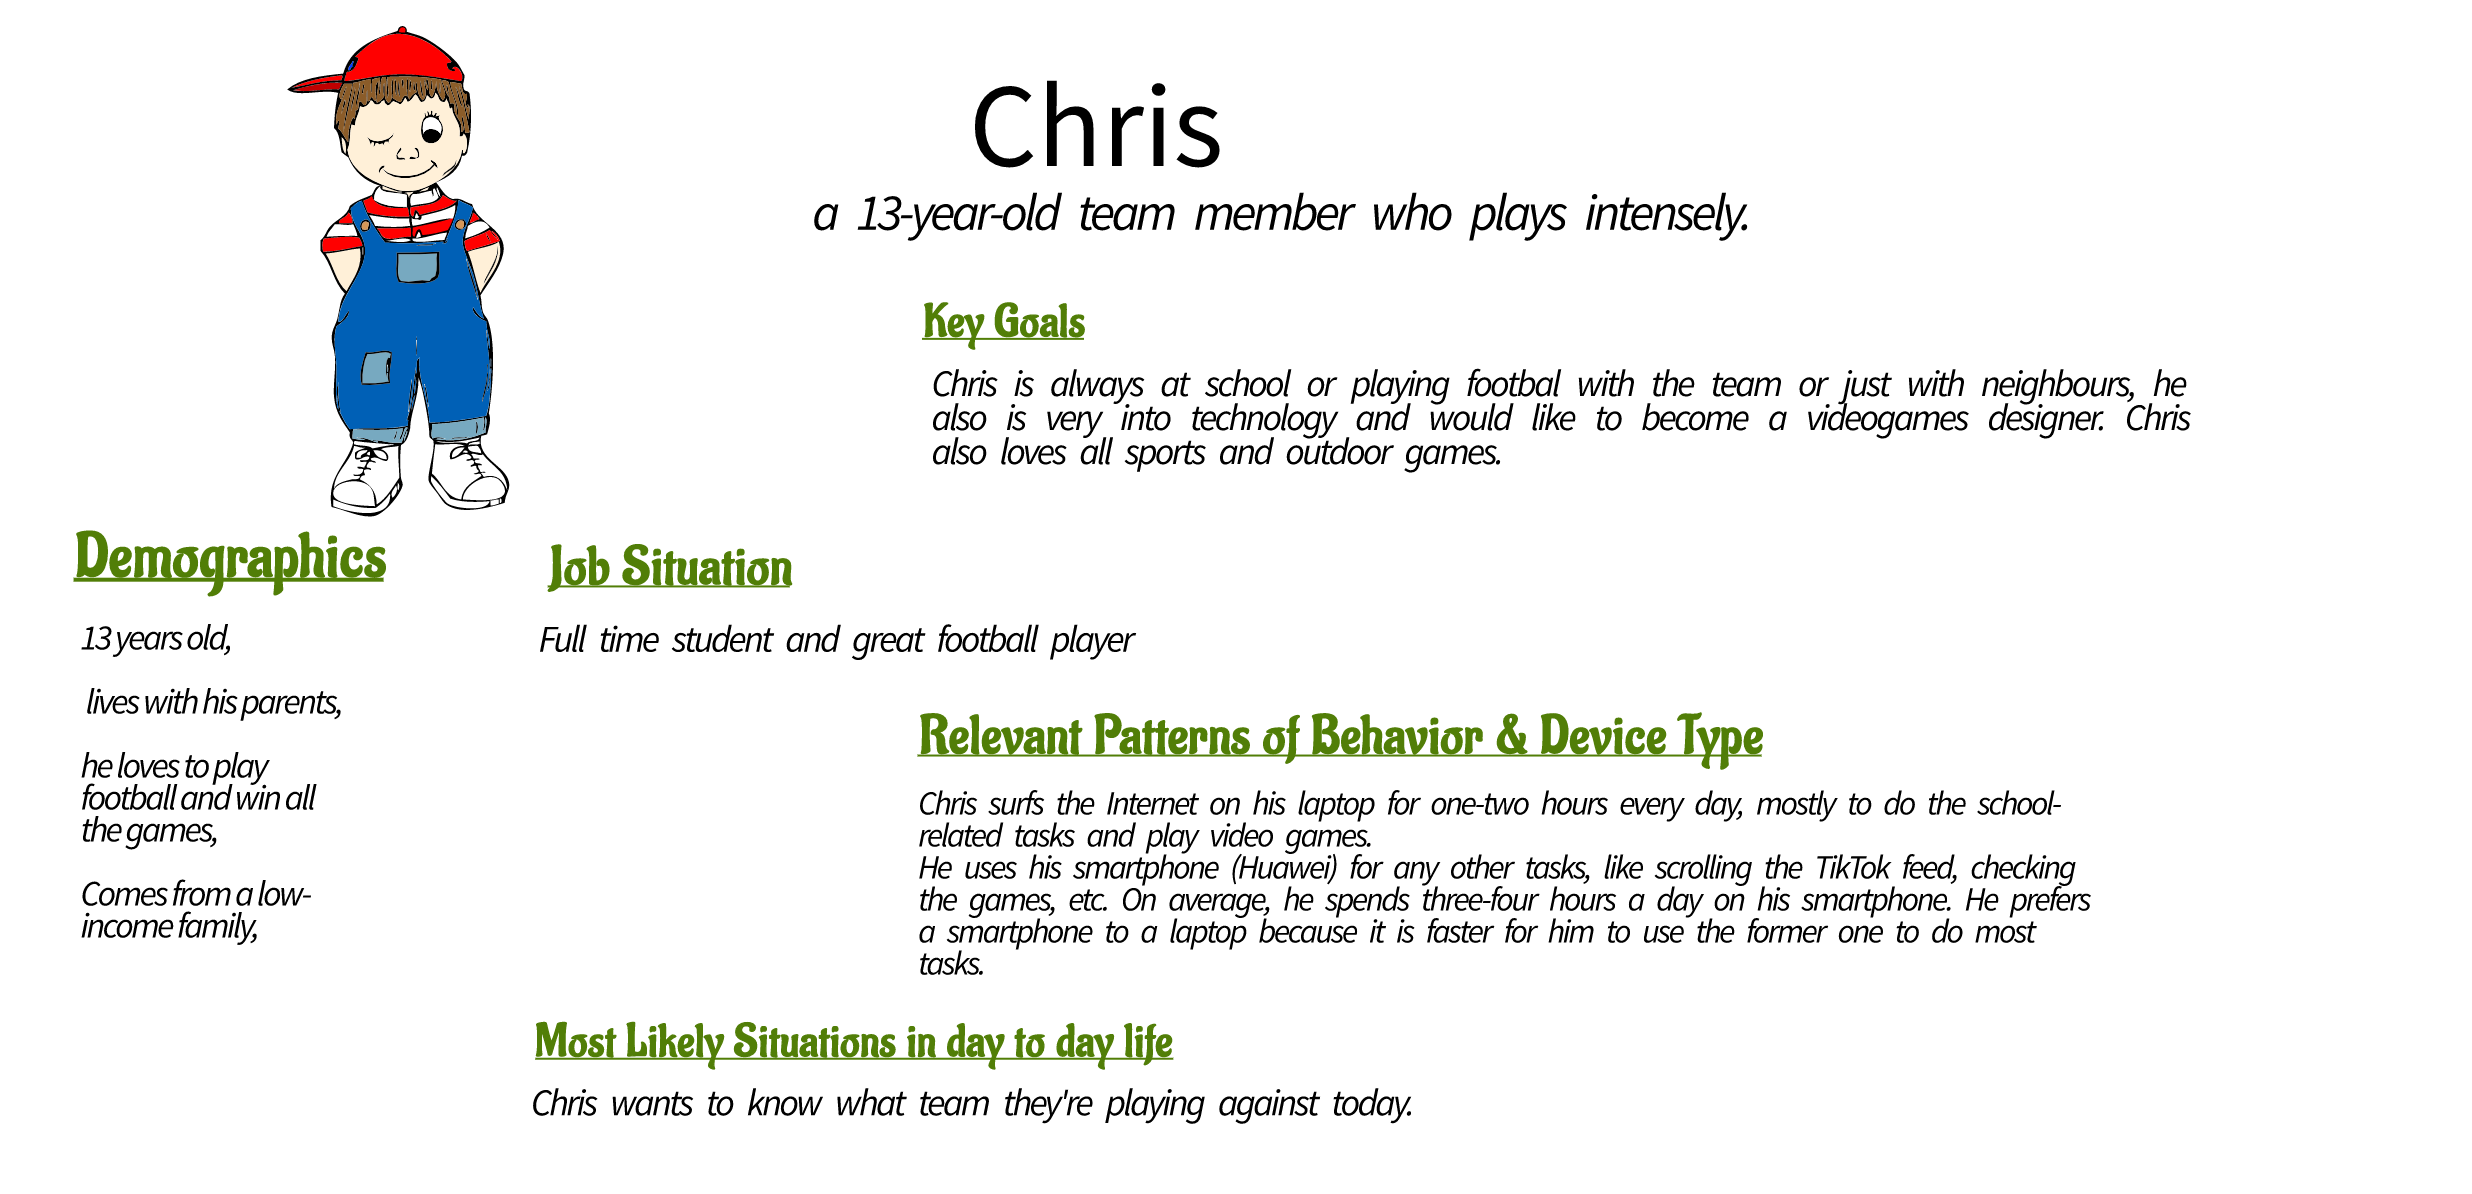 Chris
a 13-year-old team member who plays intensely.
Key Goals
Chris is always at school or playing footbal with the team or just with neighbours, he
also is very into technology and would like to become a videogames designer. Chris
also loves all sports and outdoor games.
Demographics
13 years old,
lives with his parents,
he loves to play
football and win all
the games,
Comes from a low-
income family,
Job Situation
Full time student and great football player
Relevant Patterns of Behavior & Device Type
Chris surfs the Internet on his laptop for one-two hours every day, mostly to do the school-
related tasks and play video games.
He uses his smartphone (Huawei) for any other tasks, like scrolling the TikTok feed, checking
the games, etc. On average, he spends three-four hours a day on his smartphone. He prefers
a smartphone to a laptop because it is faster for him to use the former one to do most
tasks.
Most Likely Situations in day to day life
Chris wants to know what team they're playing against today.